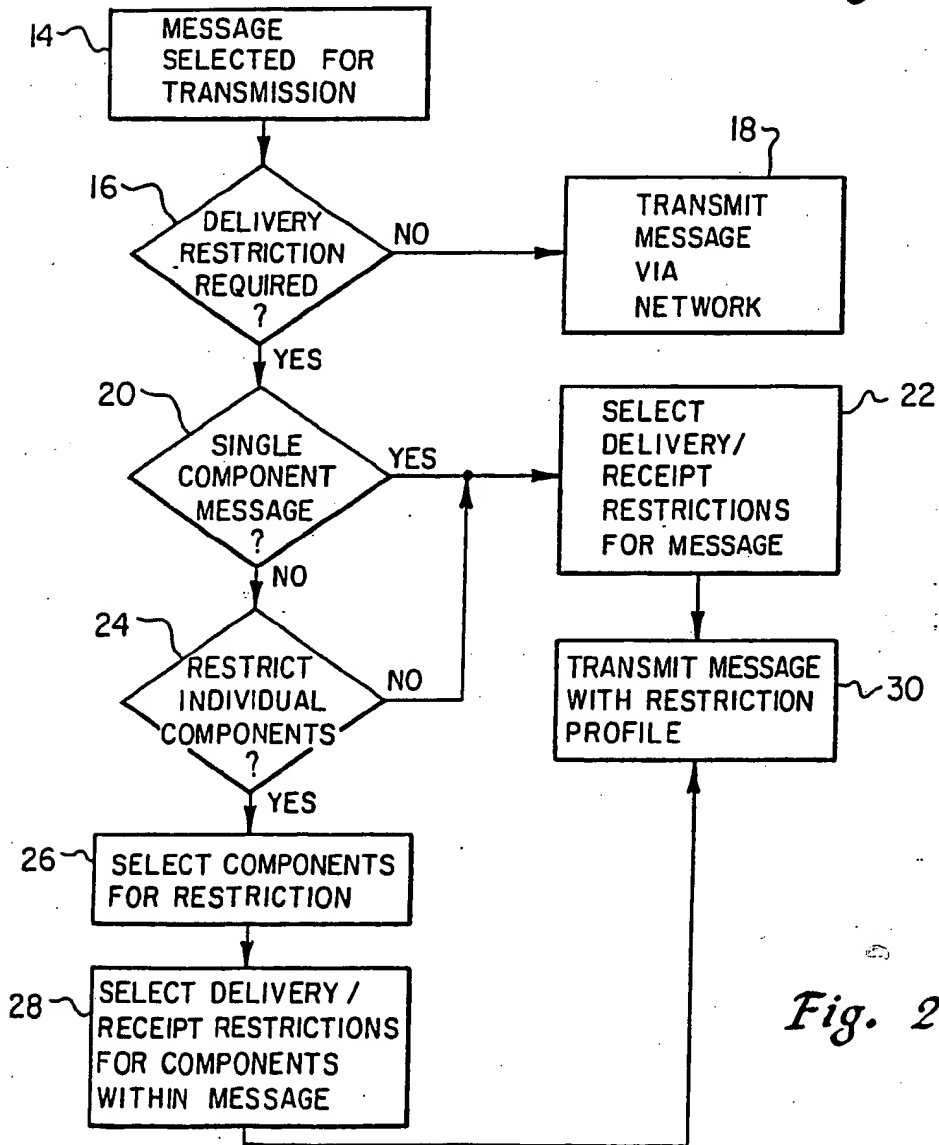 14
MESSAGE
SELECTED FOR
TRANSMISSION
16
DELIVERY
RESTRICTION
REQUIRED
?
NO
YES
18
TRANSMIT
MESSAGE
VIA
NETWORK
20
SINGLE
COMPONENT
MESSAGE
?
YES
NO
22
SELECT
DELIVERY/
RECEIPT
RESTRICTIONS
FOR MESSAGE
24
RESTRICT
INDIVIDUAL
COMPONENTS
?
NO
YES
TRANSMIT MESSAGE
WITH RESTRICTION
PROFILE
30
26
SELECT COMPONENTS
FOR RESTRICTION
28
SELECT DELIVERY /
RECEIPT RESTRICTIONS
FOR COMPONENTS
WITHIN MESSAGE
Fig. 2